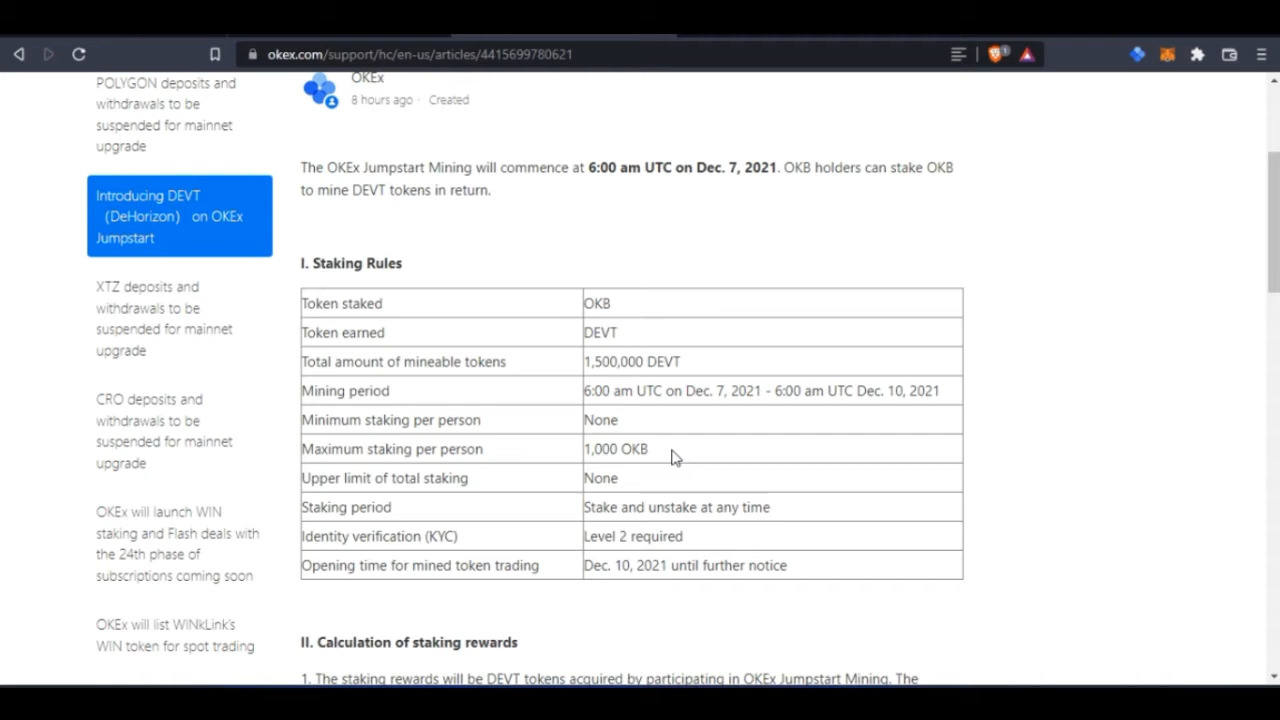 okex.com/support/hc/en-us/articles/4415699780621
1
POLYGON deposits and
withdrawals to be
suspended for mainnet
upgrade
Introducing DEVT
（DeHorizon） on OKEx
Jumpstart
XTZ deposits and
withdrawals to be
suspended for mainnet
upgrade
CRO deposits and
withdrawals to be
suspended for mainnet
upgrade
OKEx will launch WIN
staking and Flash deals with
the 24th phase of
subscriptions coming soon
OKEx will list WINkLink's
WIN token for spot trading
OKEx
8 hours ago · Created
The OKEx Jumpstart Mining will commence at 6:00 am UTC on Dec. 7, 2021. OKB holders can stake OKB
to mine DEVT tokens in return.
I. Staking Rules
Token staked OKB
Token earned DEVT
Total amount of mineable tokens 1,500,000 DEVT
Mining period 6:00 am UTC on Dec. 7, 2021 - 6:00 am UTC Dec. 10, 2021
Minimum staking per person None
Maximum staking per person 1,000 OKB
Upper limit of total staking None
Staking period Stake and unstake at any time
Identity verification (KYC) Level 2 required
Opening time for mined token trading Dec. 10, 2021 until further notice
II. Calculation of staking rewards
1. The staking rewards will be DEVT tokens acquired by participating in OKEx Jumpstart Mining. The